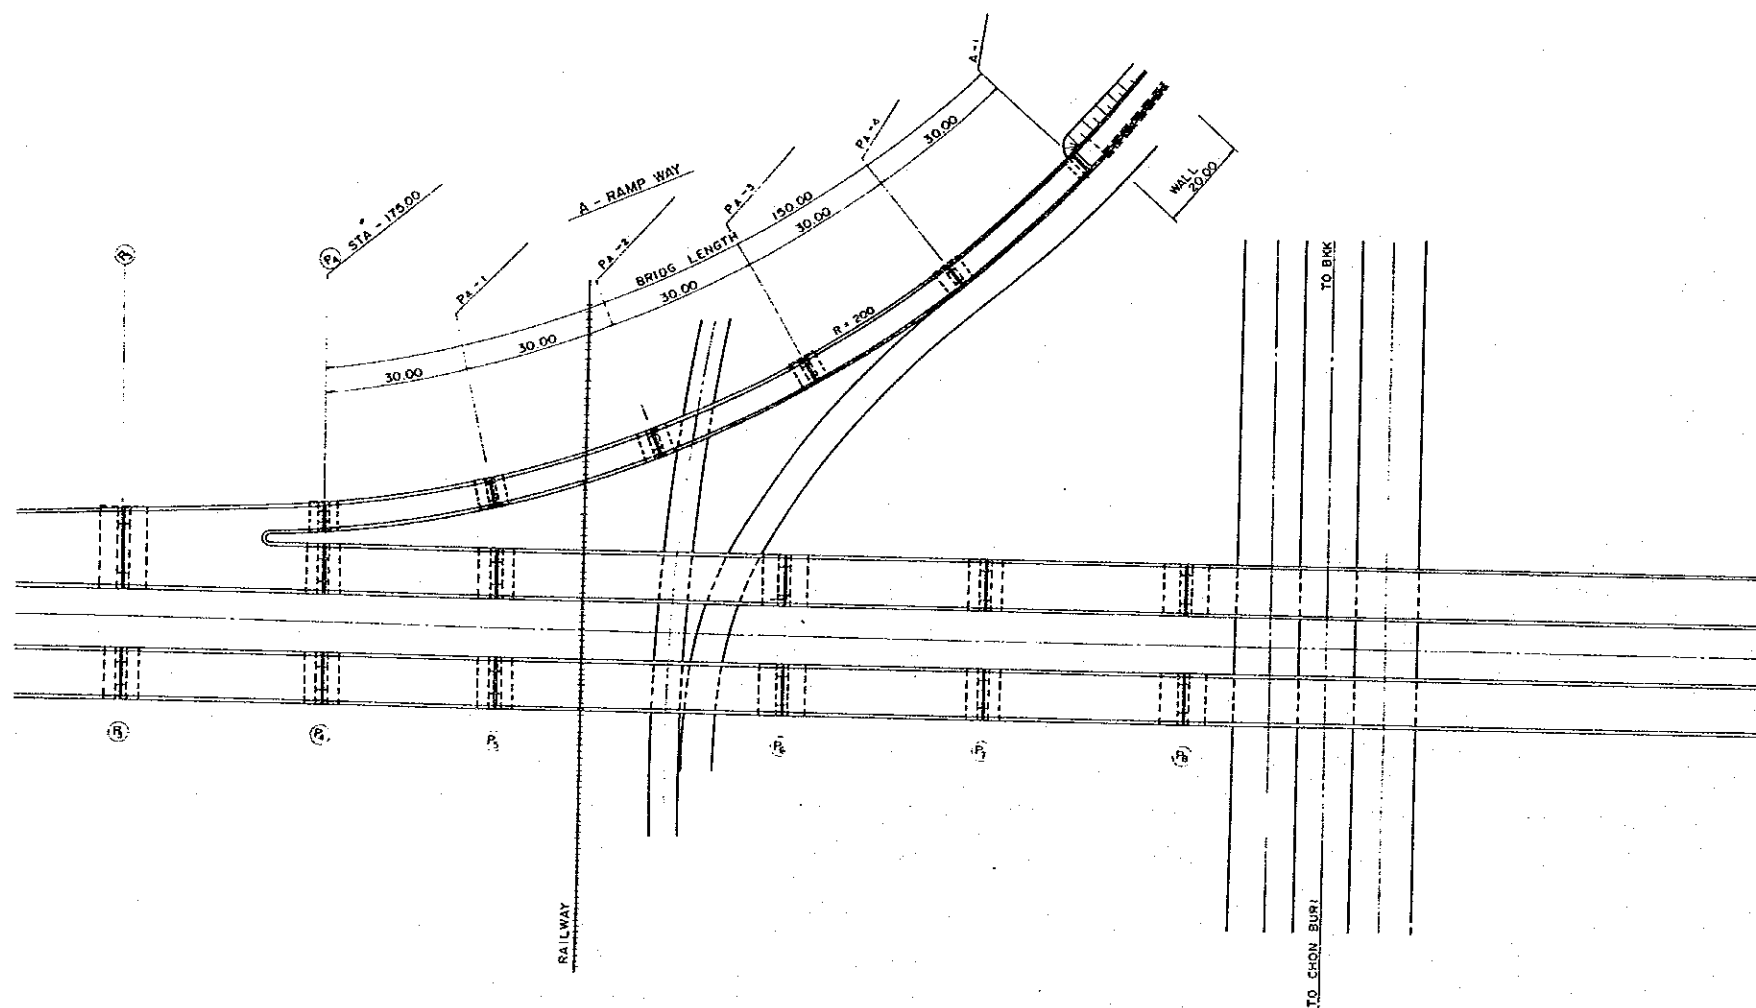 A-1
PA-4
30.00
WALL
20.00
A - RAMP WAY
PA-3
150.00
30.00
P4 STA - 175.00
P3
PA-2
BRIDG LENGTH
30.00
PA-1
30.00
30.00
R = 200
TO BKK
P3
P4
P5
P6
P7
P8
RAILWAY
TO CHON BURI